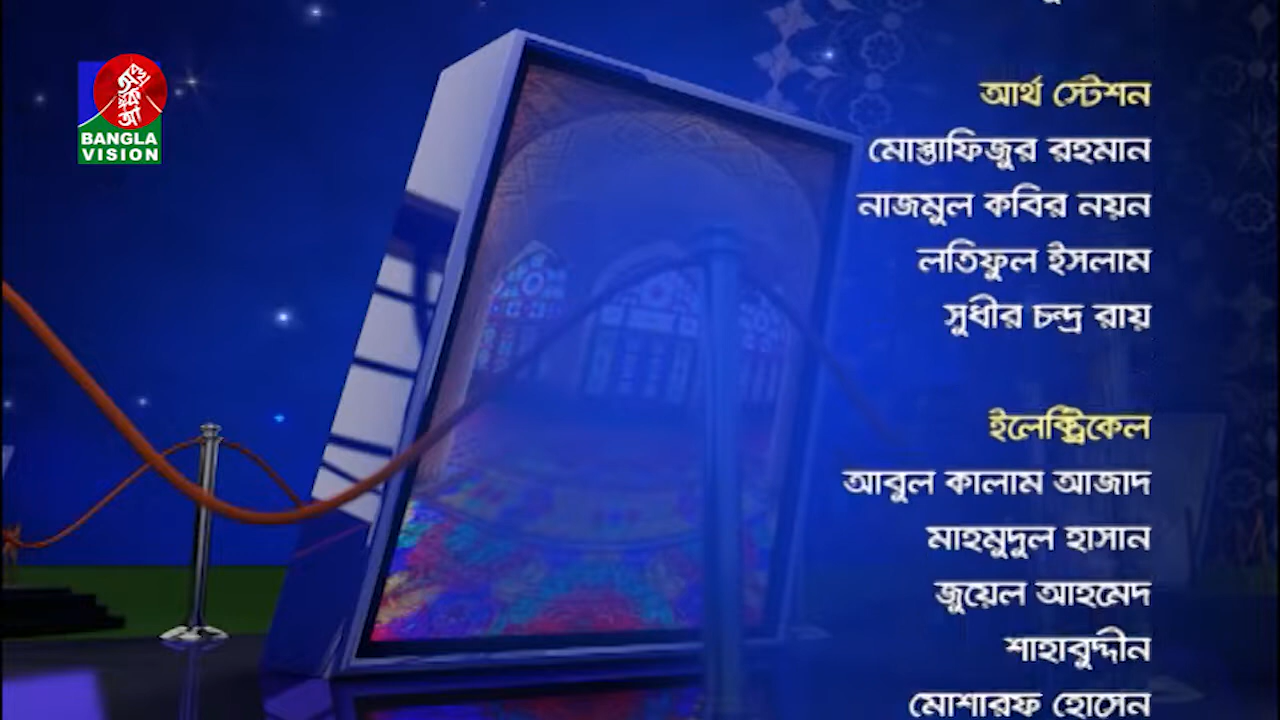 BANGLA
VISION
আর্থ স্টেশন
মোস্তাফিজুর রহমান
নাজমুল কবির নয়ন
লতিফুল ইসলাম
সুধীর চন্দ্র রায়
ইলেক্ট্রিকেল
আবুল কালাম আজাদ
মাহমুদুল হাসান
জুয়েল আহমেদ
শাহাবুদ্দীন
মোশারফ হোসেন